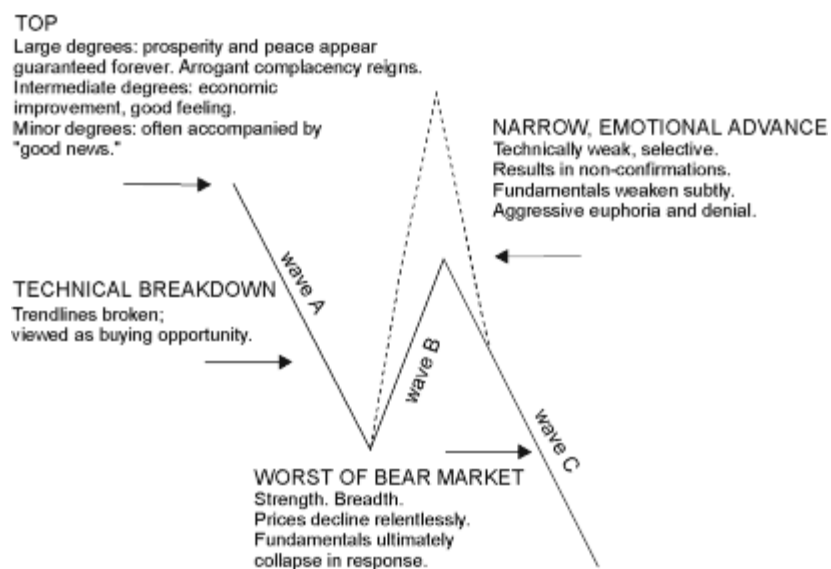 TOP
Large degrees: prosperity and peace appear
guaranteed forever. Arrogant complacency reigns.
Intermediate degrees: economic
improvement, good feeling.
Minor degrees: often accompanied by
"good news."
NARROW, EMOTIONAL ADVANCE
Technically weak, selective.
Results in non-confirmations.
Fundamentals weaken subtly.
Aggressive euphoria and denial.
wave A
TECHNICAL BREAKDOWN
Trendlines broken;
viewed as buying opportunity.
wave B
wave C
WORST OF BEAR MARKET
Strength. Breadth.
Prices decline relentlessly.
Fundamentals ultimately
collapse in response.